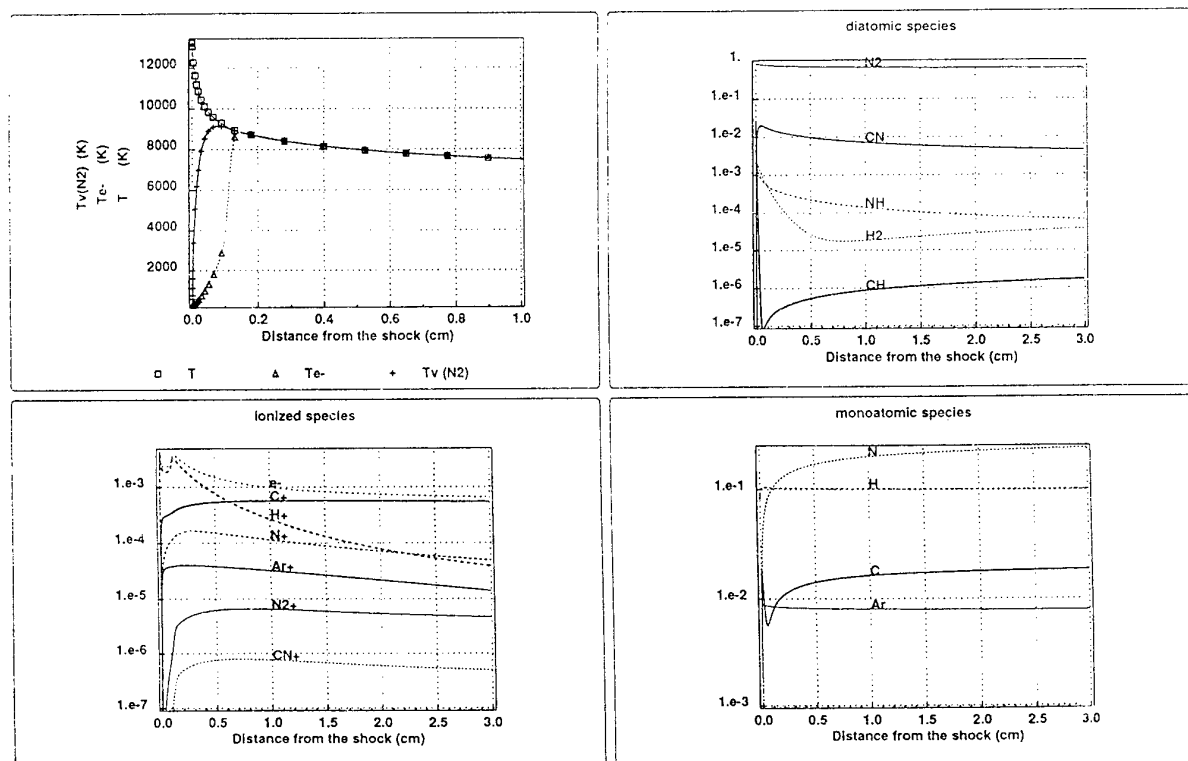 Tv(N2) (K)
Te- (K)
T (K)
12000
10000
8000
6000
4000
2000
0.0 0.2 0.4 0.6 0.8 1.0
Distance from the shock (cm)
T Te- Tv (N2)
diatomic species
1.
1.e-1
1.e-2
1.e-3
1.e-4
1.e-5
1.e-6
1.e-7
N2
CN
NH
H2
CH
0.0 0.5 1.0 1.5 2.0 2.5 3.0
Distance from the shock (cm)
Ionized species
1.e-3
1.e-4
1.e-5
1.e-6
1.e-7
e-
C+
H+
N+
Ar+
N2+
CN+
0.0 0.5 1.0 1.5 2.0 2.5 3.0
Distance from the shock (cm)
monoatomic species
1.e-1
1.e-2
1.e-3
N
H
C
Ar
0.0 0.5 1.0 1.5 2.0 2.5 3.0
Distance from the shock (cm)